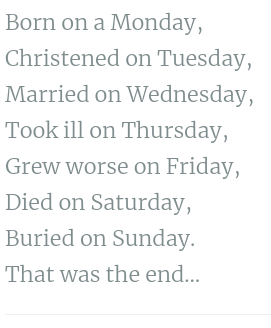 Born on a Monday,
Christened on Tuesday,
Married on Wednesday,
Took ill on Thursday,
Grew worse on Friday,
Died on Saturday,
Buried on Sunday.
That was the end...